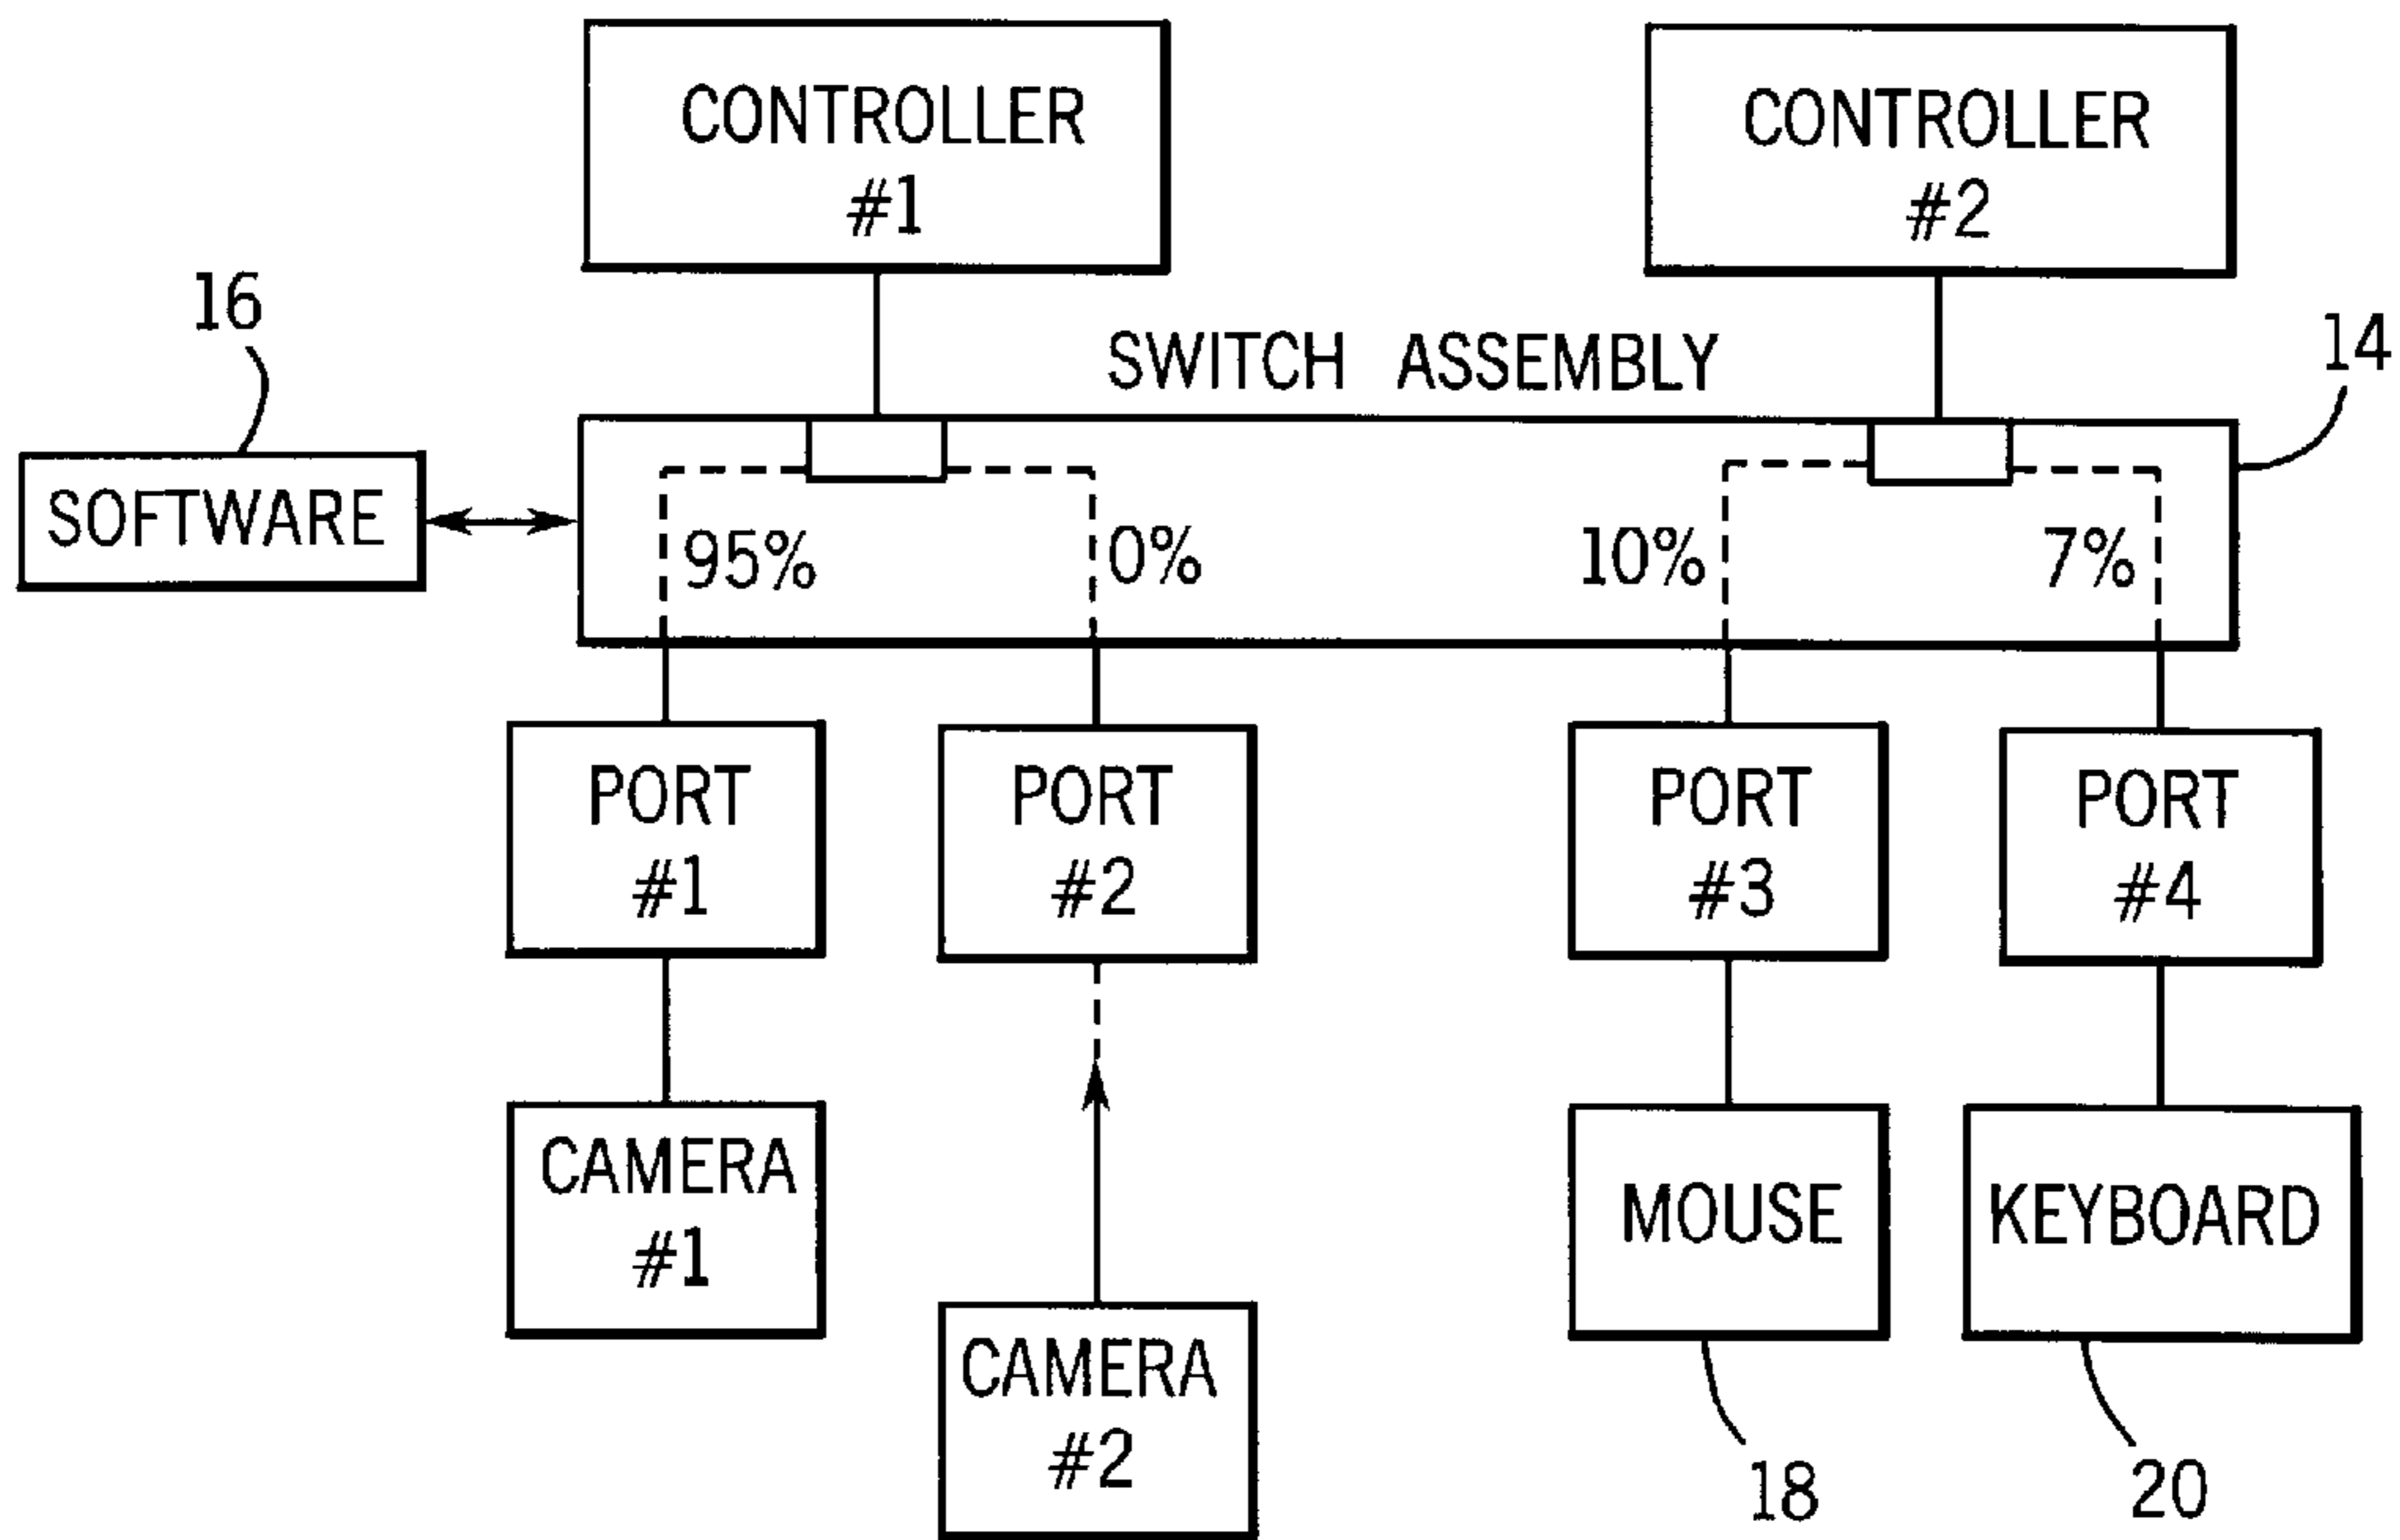 CONTROLLER
#1
CONTROLLER
#2
16
SWITCH ASSEMBLY
14
SOFTWARE
95%
0%
10%
7%
PORT
#1
PORT
#2
PORT
#3
PORT
#4
CAMERA
#1
MOUSE
KEYBOARD
CAMERA
#2
18
20